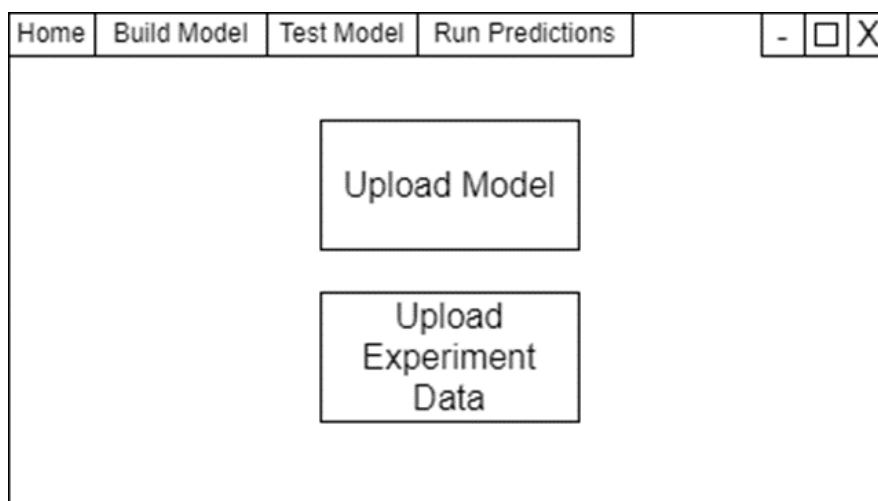 Home Build Model Test Model Run Predictions - □ X
Upload Model
Upload
Experiment
Data